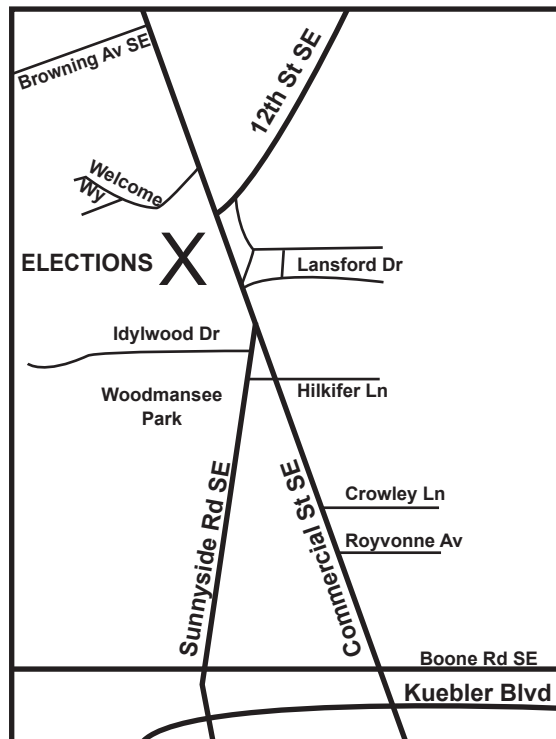 Browning Av SE
12th St SE
Welcome
Wy
ELECTIONS X
Lansford Dr
Idylwood Dr
Woodmansee
Park
Hilkifer Ln
Sunnyside Rd SE
Commercial St SE
Crowley Ln
Royvonne Av
Boone Rd SE
Kuebler Blvd